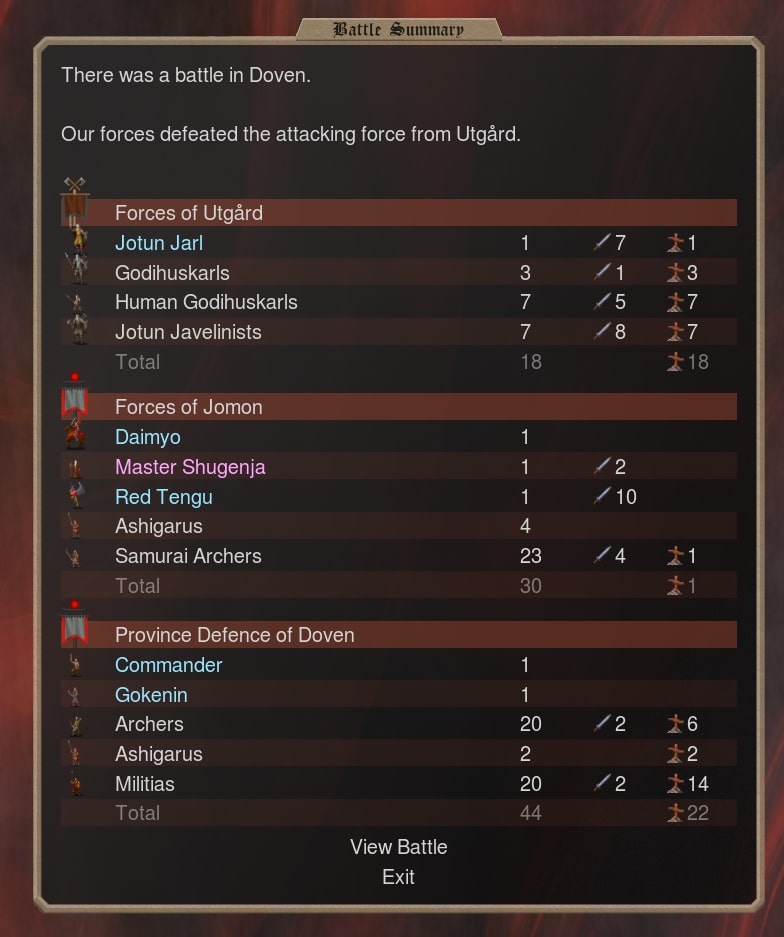 Battle Summary
There was a battle in Doven.
Our forces defeated the attacking force from Utgård.
Forces of Utgård
Jotun Jarl 1 7 1
Godihuskarls 3 1 3
Human Godihuskarls 7 5 7
Jotun Javelinists 7 8 7
Total 18 18
Forces of Jomon
Daimyo 1
Master Shugenja 1 2
Red Tengu 1 10
Ashigarus 4
Samurai Archers 23 4 1
Total 30 1
Province Defence of Doven
Commander 1
Gokenin 1
Archers 20 2 6
Ashigarus 2 2
Militias 20 2 14
Total 44 22
View Battle
Exit